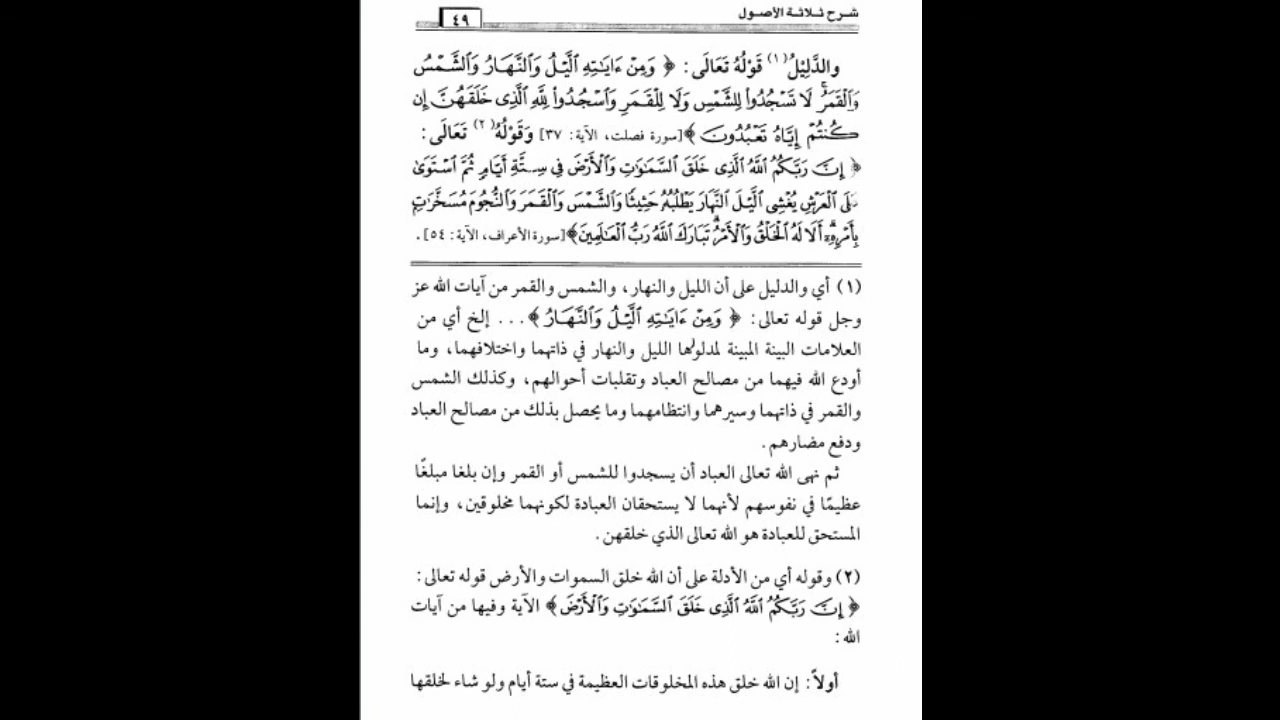 شرح ثلاثة الأصول
٤٩
والدَّلِيْلُ(١) قَوْلُهُ تَعَالَى: ﴿ وَمِنْ ءَايَٰتِهِ ٱلَّيْلُ وَٱلنَّهَارُ وَٱلشَّمْسُ
وَٱلْقَمَرُ ۚ لَا تَسْجُدُوا۟ لِلشَّمْسِ وَلَا لِلْقَمَرِ وَٱسْجُدُوا۟ لِلَّهِ ٱلَّذِى خَلَقَهُنَّ إِن
كُنتُمْ إِيَّاهُ تَعْبُدُونَ ﴾[سورة فصلت، الآية: ٣٧] وَقَوْلُهُ(٢) تَعَالَى:
﴿ إِنَّ رَبَّكُمُ ٱللَّهُ ٱلَّذِى خَلَقَ ٱلسَّمَٰوَٰتِ وَٱلْأَرْضَ فِى سِتَّةِ أَيَّامٍ ثُمَّ ٱسْتَوَىٰ
عَلَى ٱلْعَرْشِ يُغْشِى ٱلَّيْلَ ٱلنَّهَارَ يَطْلُبُهُۥ حَثِيثًا وَٱلشَّمْسَ وَٱلْقَمَرَ وَٱلنُّجُومَ مُسَخَّرَٰتٍ
بِأَمْرِهِۦٓ ۗ أَلَا لَهُ ٱلْخَلْقُ وَٱلْأَمْرُ ۗ تَبَارَكَ ٱللَّهُ رَبُّ ٱلْعَٰلَمِينَ﴾[سورة الأعراف، الآية: ٥٤].
(١) أي والدليل على أن الليل والنهار، والشمس والقمر من آيات الله عز
وجل قوله تعالى: ﴿ وَمِنْ ءَايَٰتِهِ ٱلَّيْلُ وَٱلنَّهَارُ ﴾... إلخ أي من
العلامات البينة المبينة لمدلولها الليل والنهار في ذاتهما واختلافهما، وما
أودع الله فيهما من مصالح العباد وتقلبات أحوالهم، وكذلك الشمس
والقمر في ذاتهما وسيرهما وانتظامهما وما يحصل بذلك من مصالح العباد
ودفع مضارهم.
ثم نهى الله تعالى العباد أن يسجدوا للشمس أو القمر وإن بلغا مبلغًا
عظيمًا في نفوسهم لأنهما لا يستحقان العبادة لكونهما مخلوقين، وإنما
المستحق للعبادة هو الله تعالى الذي خلقهن.
(٢) وقوله أي من الأدلة على أن الله خلق السموات والأرض قوله تعالى:
﴿ إِنَّ رَبَّكُمُ ٱللَّهُ ٱلَّذِى خَلَقَ ٱلسَّمَٰوَٰتِ وَٱلْأَرْضَ ﴾ الآية وفيها من آيات
الله:
أولاً: إن الله خلق هذه المخلوقات العظيمة في ستة أيام ولو شاء لخلقها